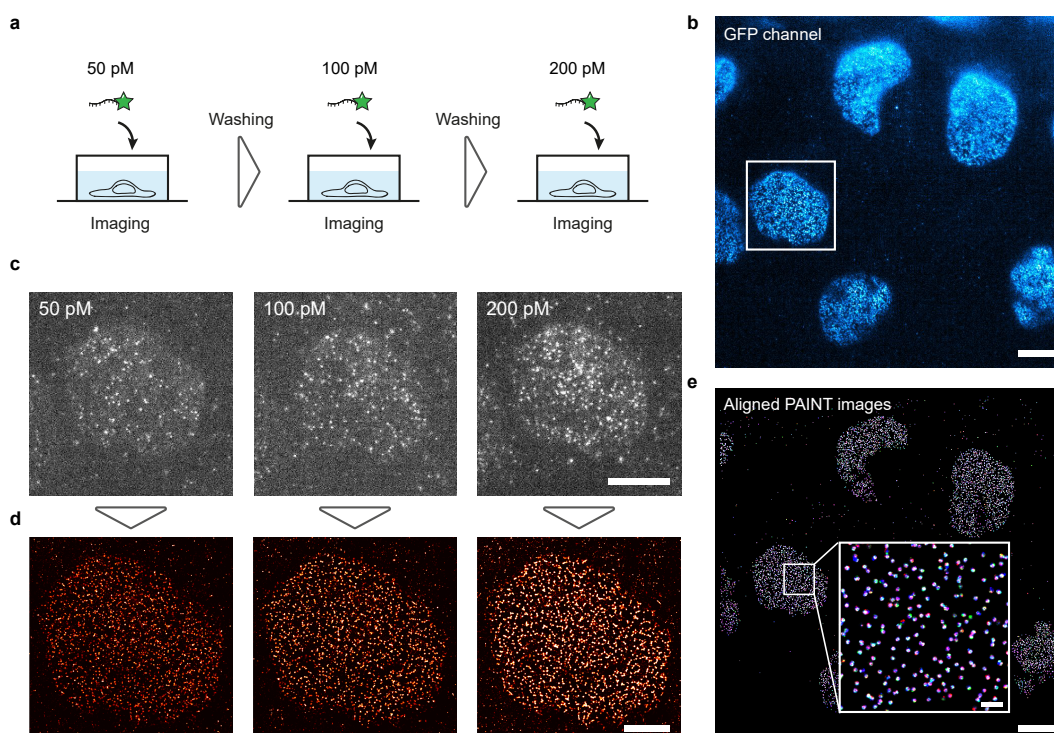 a
50 pM
100 pM
200 pM
Washing
Washing
Imaging
Imaging
Imaging
b
GFP channel
c
50 pM
100 pM
200 pM
d
e
Aligned PAINT images